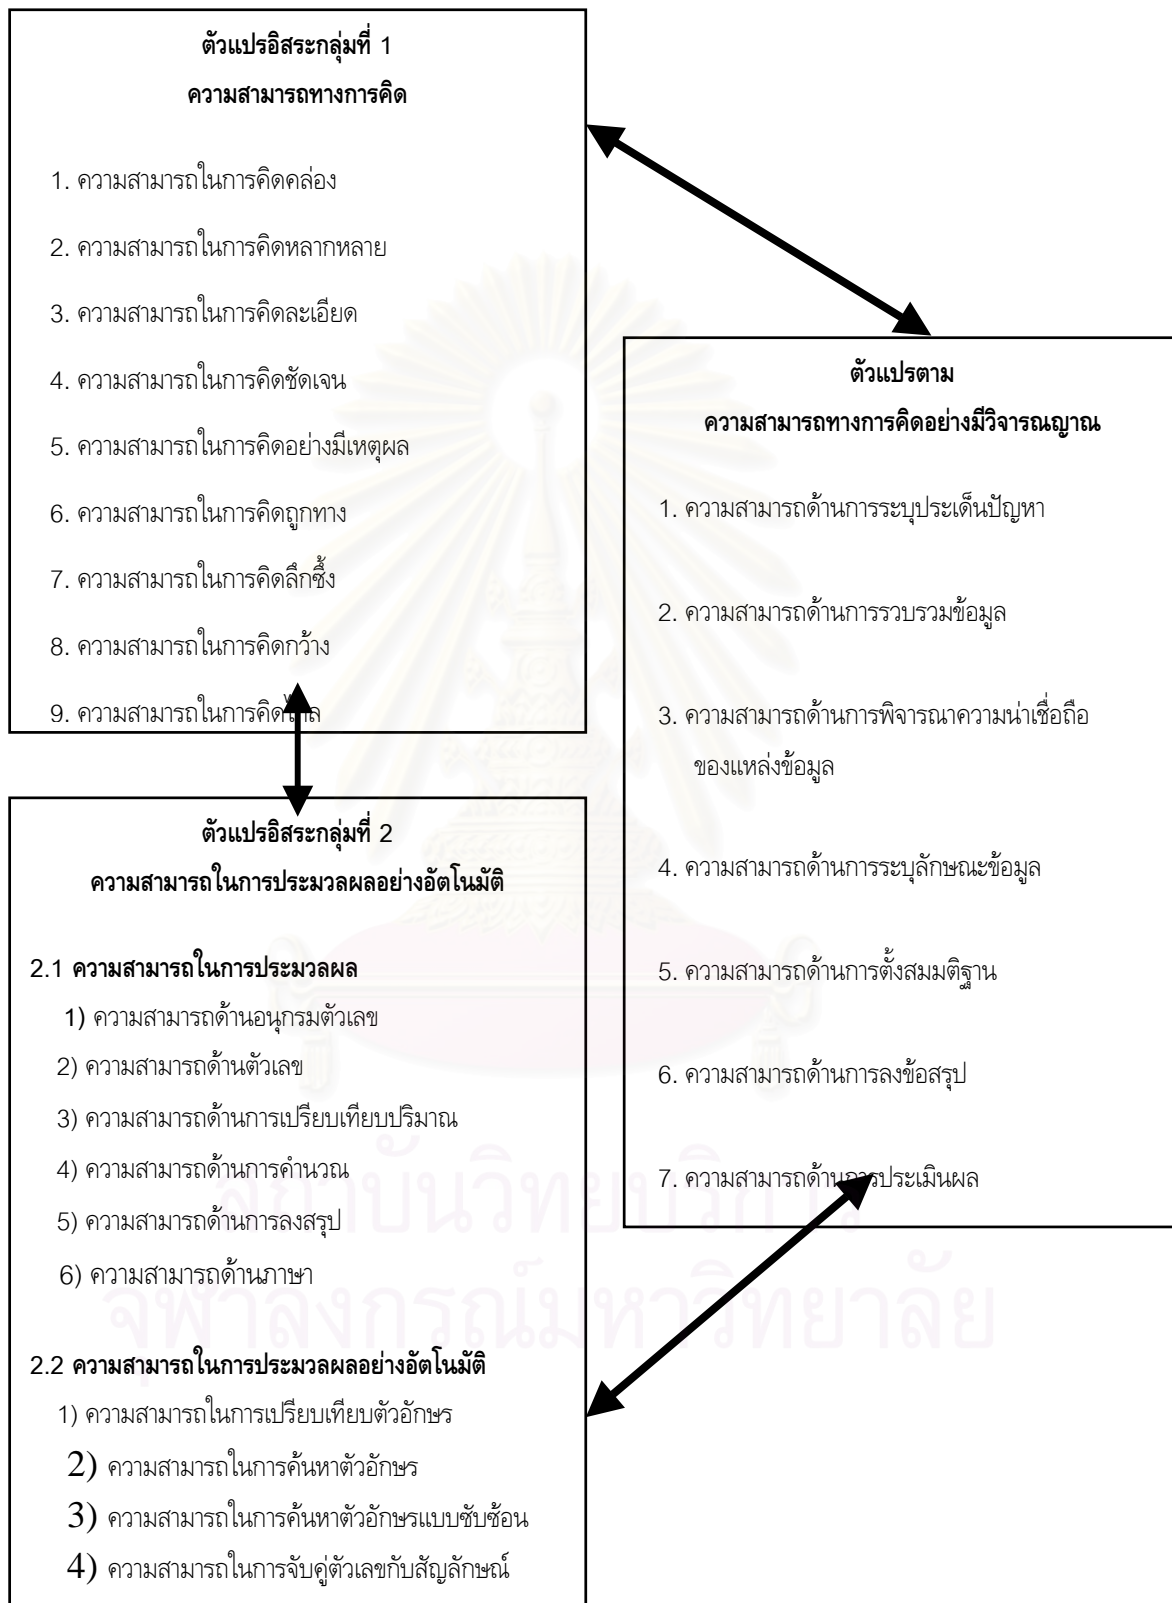 ตัวแปรอิสระกลุ่มที่ 1
ความสามารถทางการคิด
1. ความสามารถในการคิดคล่อง
2. ความสามารถในการคิดหลากหลาย
3. ความสามารถในการคิดละเอียด
4. ความสามารถในการคิดชัดเจน
5. ความสามารถในการคิดอย่างมีเหตุผล
6. ความสามารถในการคิดถูกทาง
7. ความสามารถในการคิดลึกซึ้ง
8. ความสามารถในการคิดกว้าง
9. ความสามารถในการคิดไกล
ตัวแปรอิสระกลุ่มที่ 2
ความสามารถในการประมวลผลอย่างอัตโนมัติ
2.1 ความสามารถในการประมวลผล
1) ความสามารถด้านอนุกรมตัวเลข
2) ความสามารถด้านตัวเลข
3) ความสามารถด้านการเปรียบเทียบปริมาณ
4) ความสามารถด้านการคำนวณ
5) ความสามารถด้านการลงสรุป
6) ความสามารถด้านภาษา
2.2 ความสามารถในการประมวลผลอย่างอัตโนมัติ
1) ความสามารถในการเปรียบเทียบตัวอักษร
2) ความสามารถในการค้นหาตัวอักษร
3) ความสามารถในการค้นหาตัวอักษรแบบซับซ้อน
4) ความสามารถในการจับคู่ตัวเลขกับสัญลักษณ์
ตัวแปรตาม
ความสามารถทางการคิดอย่างมีวิจารณญาณ
1. ความสามารถด้านการระบุประเด็นปัญหา
2. ความสามารถด้านการรวบรวมข้อมูล
3. ความสามารถด้านการพิจารณาความน่าเชื่อถือ
ของแหล่งข้อมูล
4. ความสามารถด้านการระบุลักษณะข้อมูล
5. ความสามารถด้านการตั้งสมมติฐาน
6. ความสามารถด้านการลงข้อสรุป
7. ความสามารถด้านการประเมินผล
สถาบันวิทยบริการ
จุฬาลงกรณ์มหาวิทยาลัย